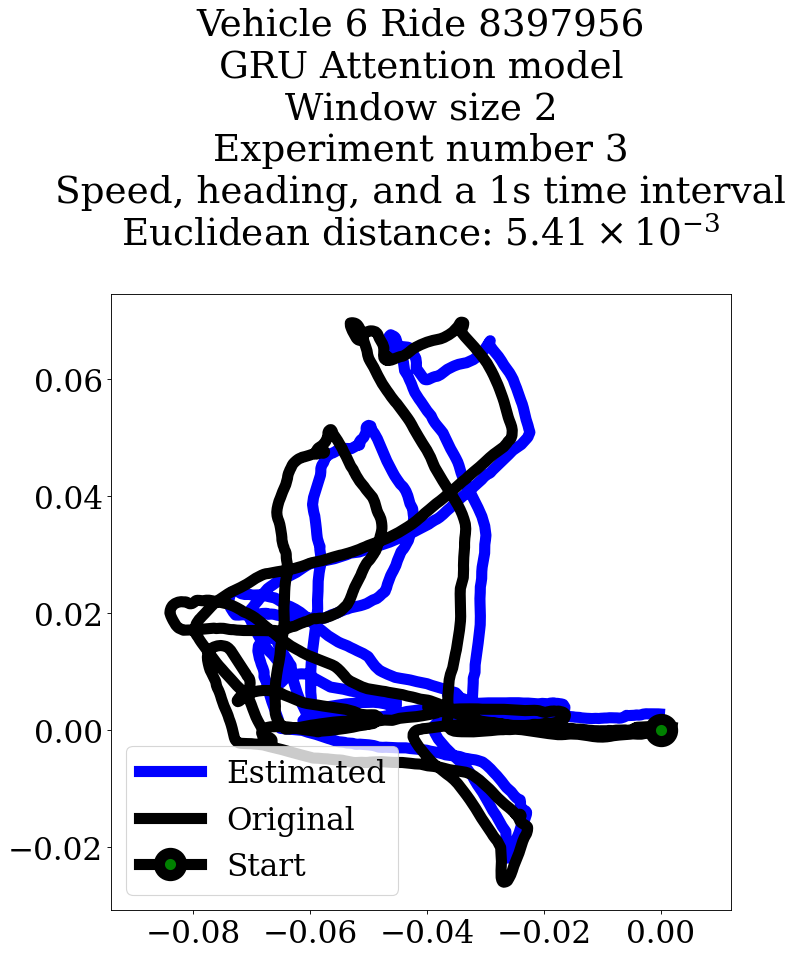 Vehicle 6 Ride 8397956
GRU Attention model
Window size 2
Experiment number 3
Speed, heading, and a 1s time interval
Euclidean distance: 5.41 × 10⁻³
0.06
0.04
0.02
0.00
−0.02
Estimated
Original
Start
−0.08 −0.06 −0.04 −0.02 0.00